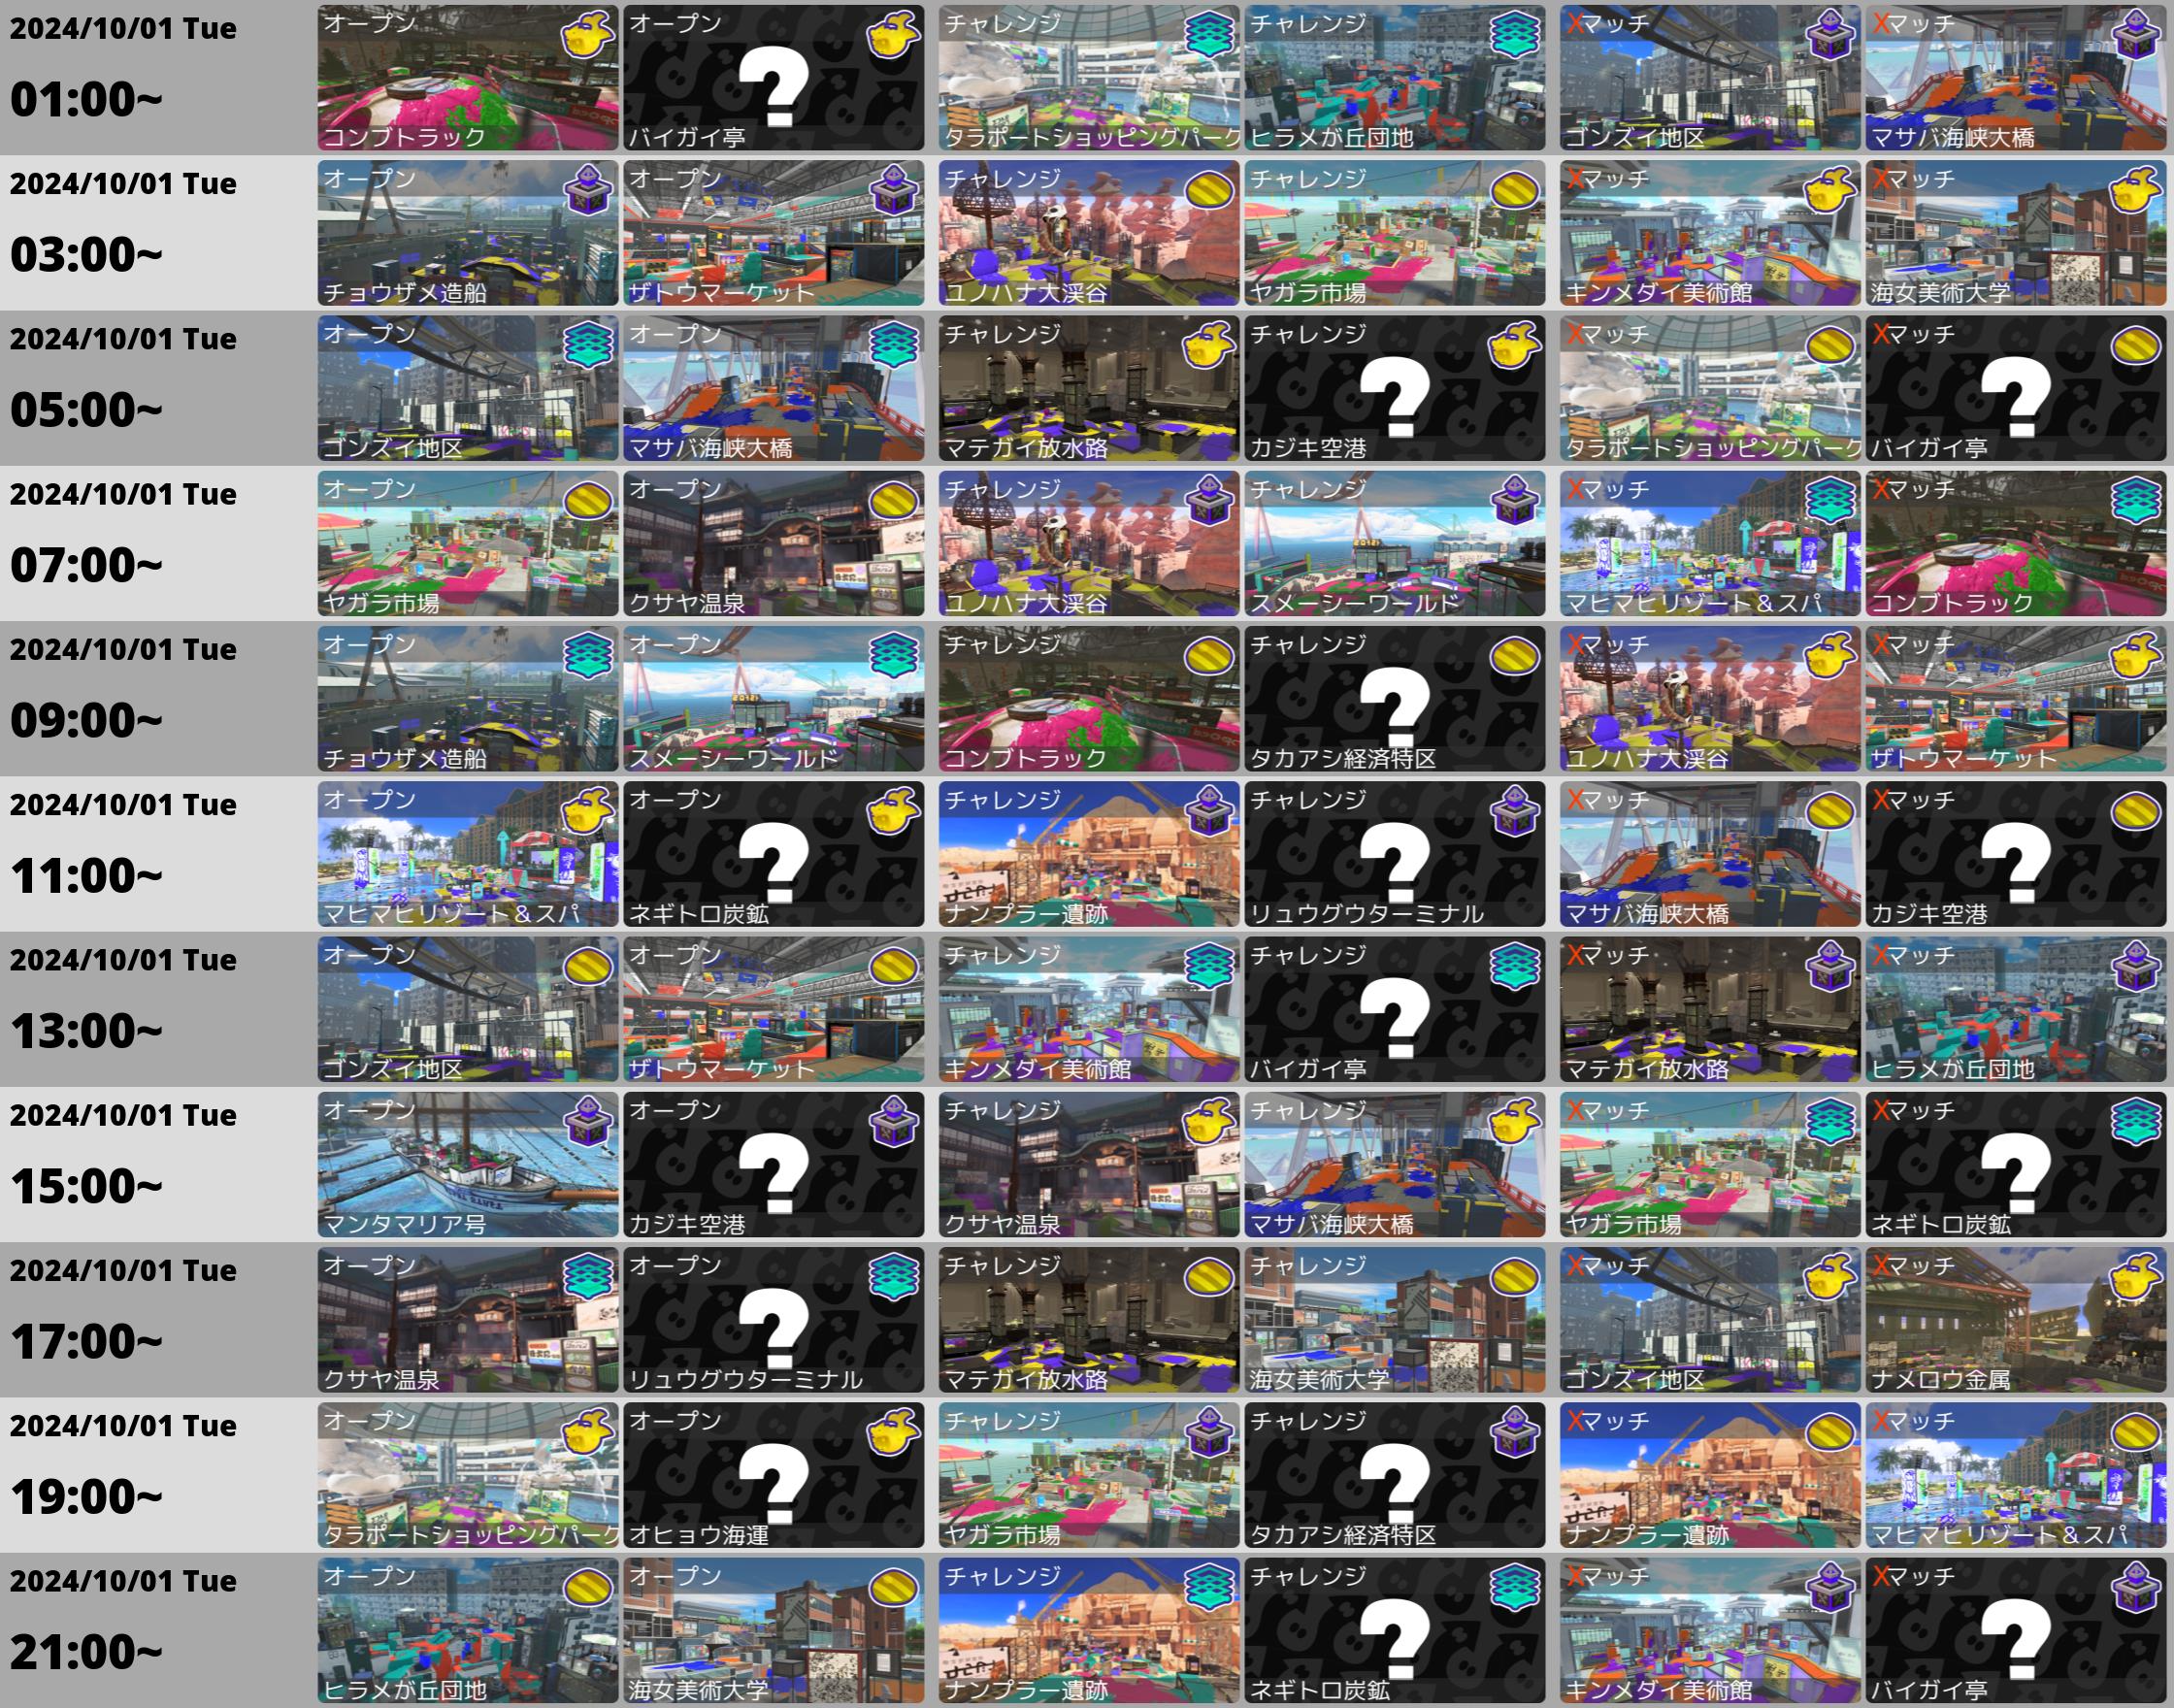 2024/10/01 Tue
01:00~
オープン
コンブトラック
オープン
バイガイ亭
チャレンジ
タラポートショッピングパーク
チャレンジ
ヒラメが丘団地
Xマッチ
ゴンズイ地区
Xマッチ
マサバ海峡大橋
2024/10/01 Tue
03:00~
オープン
チョウザメ造船
オープン
ザトウマーケット
チャレンジ
ユノハナ大渓谷
チャレンジ
ヤガラ市場
Xマッチ
キンメダイ美術館
Xマッチ
海女美術大学
2024/10/01 Tue
05:00~
オープン
ゴンズイ地区
オープン
マサバ海峡大橋
チャレンジ
マテガイ放水路
チャレンジ
カジキ空港
Xマッチ
タラポートショッピングパーク
Xマッチ
バイガイ亭
2024/10/01 Tue
07:00~
オープン
ヤガラ市場
オープン
クサヤ温泉
チャレンジ
ユノハナ大渓谷
チャレンジ
スメーシーワールド
Xマッチ
マヒマヒリゾート＆スパ
Xマッチ
コンブトラック
2024/10/01 Tue
09:00~
オープン
チョウザメ造船
オープン
スメーシーワールド
チャレンジ
コンブトラック
チャレンジ
タカアシ経済特区
Xマッチ
ユノハナ大渓谷
Xマッチ
ザトウマーケット
2024/10/01 Tue
11:00~
オープン
マヒマヒリゾート＆スパ
オープン
ネギトロ炭鉱
チャレンジ
ナンプラー遺跡
チャレンジ
リュウグウターミナル
Xマッチ
マサバ海峡大橋
Xマッチ
カジキ空港
2024/10/01 Tue
13:00~
オープン
ゴンズイ地区
オープン
ザトウマーケット
チャレンジ
キンメダイ美術館
チャレンジ
バイガイ亭
Xマッチ
マテガイ放水路
Xマッチ
ヒラメが丘団地
2024/10/01 Tue
15:00~
オープン
マンタマリア号
オープン
カジキ空港
チャレンジ
クサヤ温泉
チャレンジ
マサバ海峡大橋
Xマッチ
ヤガラ市場
Xマッチ
ネギトロ炭鉱
2024/10/01 Tue
17:00~
オープン
クサヤ温泉
オープン
リュウグウターミナル
チャレンジ
マテガイ放水路
チャレンジ
海女美術大学
Xマッチ
ゴンズイ地区
Xマッチ
ナメロウ金属
2024/10/01 Tue
19:00~
オープン
タラポートショッピングパーク
オープン
オヒョウ海運
チャレンジ
ヤガラ市場
チャレンジ
タカアシ経済特区
Xマッチ
ナンプラー遺跡
Xマッチ
マヒマヒリゾート＆スパ
2024/10/01 Tue
21:00~
オープン
ヒラメが丘団地
オープン
海女美術大学
チャレンジ
ナンプラー遺跡
チャレンジ
ネギトロ炭鉱
Xマッチ
キンメダイ美術館
Xマッチ
バイガイ亭